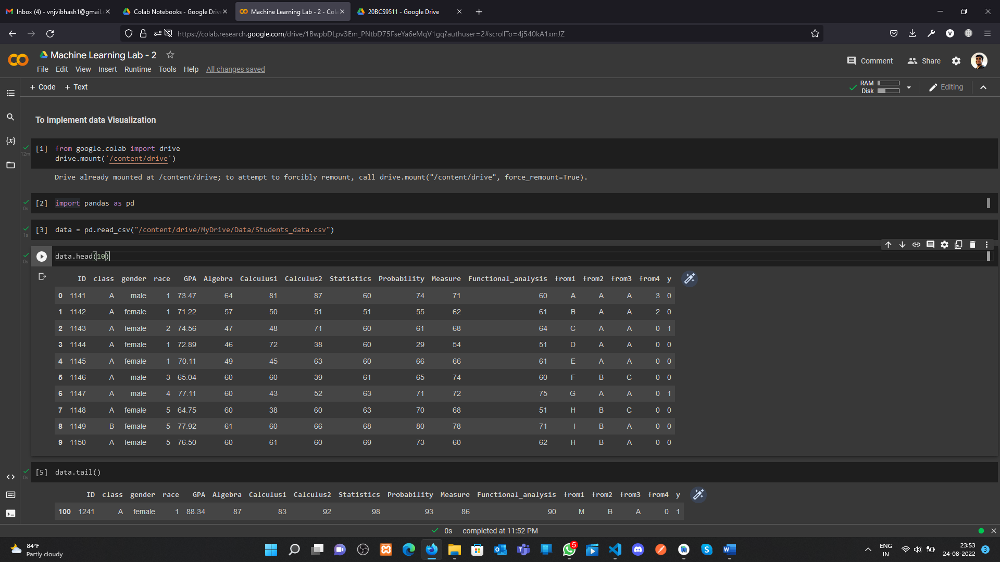 Inbox (4) - vnjvibhash1@gmail. Colab Notebooks - Google Drive Machine Learning Lab - 2 - Cola 20BCS9511 - Google Drive
https://colab.research.google.com/drive/1BwpbDLpv3Em_PNtbD75FseYa6eMqV1gq?authuser=2#scrollTo=4j540kA1xmJZ
Machine Learning Lab - 2
Comment Share
File Edit View Insert Runtime Tools Help All changes saved
+ Code + Text
RAM
Disk
Editing
To Implement data Visualization
{x}
[1] from google.colab import drive
12m
drive.mount('/content/drive')
Drive already mounted at /content/drive; to attempt to forcibly remount, call drive.mount("/content/drive", force_remount=True).
[2] import pandas as pd
0s
[3] data = pd.read_csv("/content/drive/MyDrive/Data/Students_data.csv")
1s
data.head(10)
0s
ID class gender race GPA Algebra Calculus1 Calculus2 Statistics Probability Measure Functional_analysis from1 from2 from3 from4 y
0 1141 A male 1 73.47 64 81 87 60 74 71 60 A A A 3 0
1 1142 A female 1 71.22 57 50 51 51 55 62 61 B A A 2 0
2 1143 A female 2 74.56 47 48 71 60 61 68 64 C A A 0 1
3 1144 A female 1 72.89 46 72 38 60 29 54 51 D A A 0 0
4 1145 A female 1 70.11 49 45 63 60 66 66 61 E A A 0 0
5 1146 A male 3 65.04 60 60 39 61 65 74 60 F B C 0 0
6 1147 A male 4 77.11 60 43 52 63 71 72 75 G A A 0 1
7 1148 A female 5 64.75 60 38 60 63 70 68 51 H B C 0 0
8 1149 B female 5 77.92 61 60 66 68 80 78 71 I B A 0 0
9 1150 A female 5 76.50 60 61 60 69 73 60 62 H B A 0 0
[5] data.tail()
0s
ID class gender race GPA Algebra Calculus1 Calculus2 Statistics Probability Measure Functional_analysis from1 from2 from3 from4 y
100 1241 A female 1 88.34 87 83 92 98 93 86 90 M B A 0 1
0s completed at 11:52 PM
84°F
Partly cloudy
5
ENG
IN
23:53
24-08-2022
3